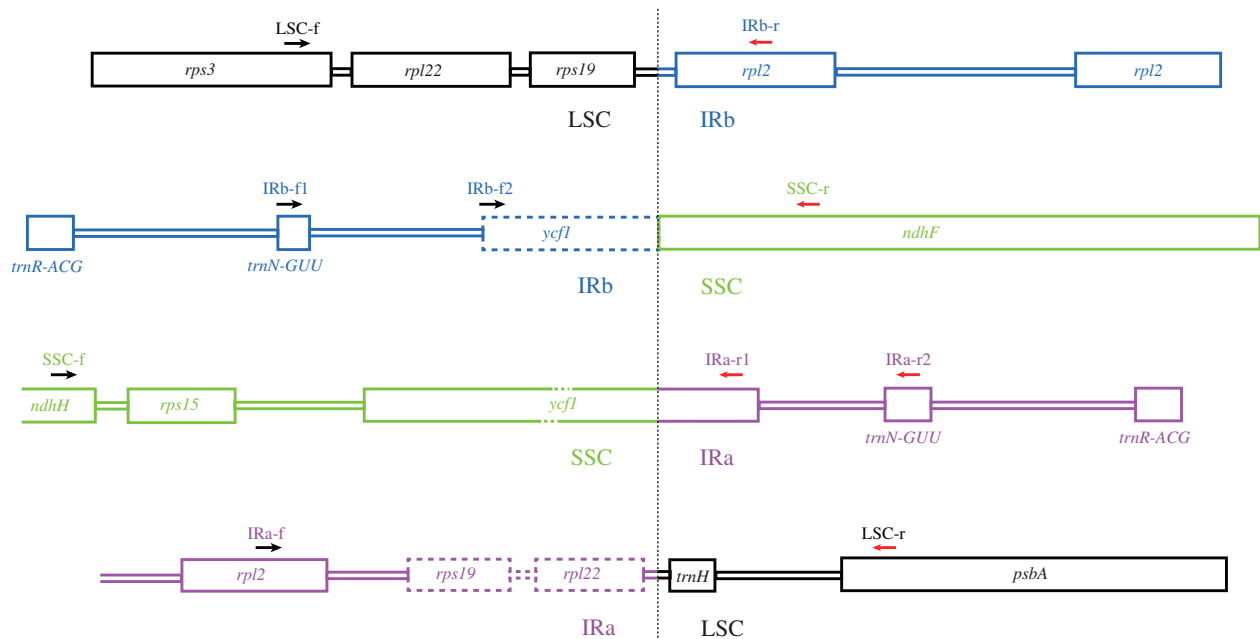 LSC-f IRb-r
rps3 rpl22 rps19 rpl2 rpl2
LSC IRb
IRb-f1 IRb-f2 SSC-r
ycf1 ndhF
trnR-ACG trnN-GUU
IRb SSC
SSC-f IRa-r1 IRa-r2
ndhH rps15 ycf1
trnN-GUU trnR-ACG
SSC IRa
IRa-f LSC-r
rpl2 rps19 rpl22 trnH psbA
IRa LSC